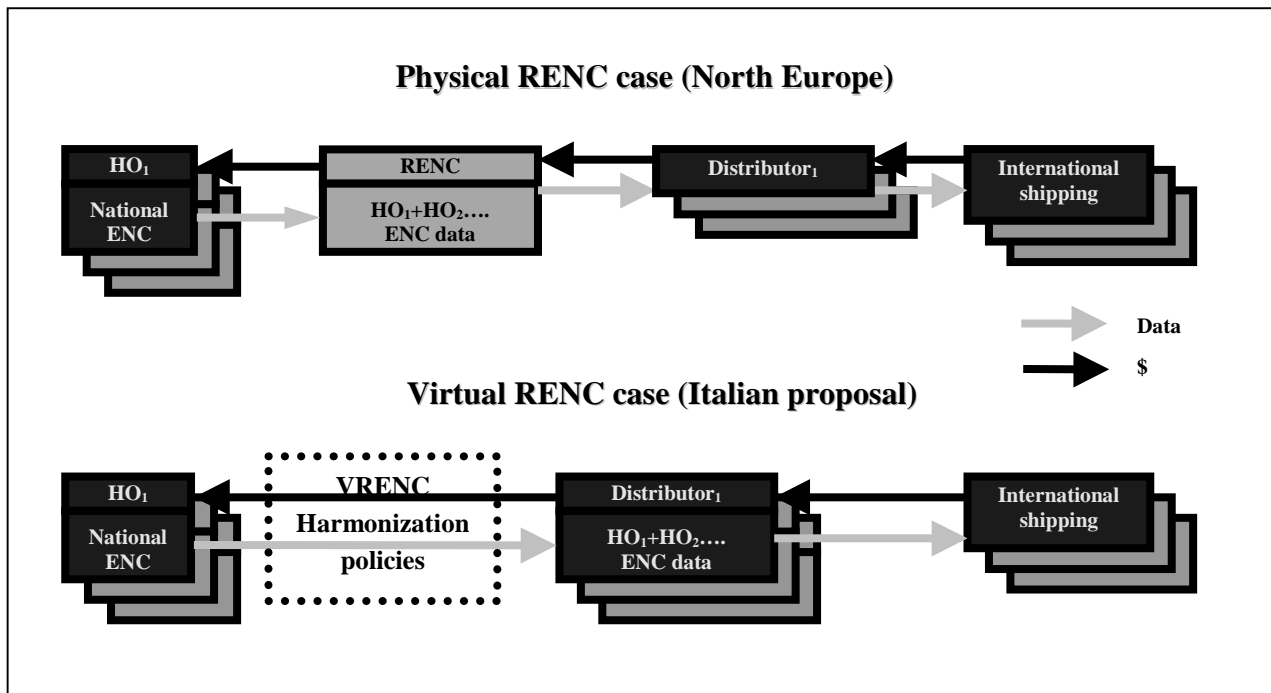 Physical RENC case (North Europe)
HO₁
National
ENC
RENC
HO₁+HO₂….
ENC data
Distributor₁
International
shipping
Data
$
Virtual RENC case (Italian proposal)
HO₁
National
ENC
VRENC
Harmonization
policies
Distributor₁
HO₁+HO₂….
ENC data
International
shipping